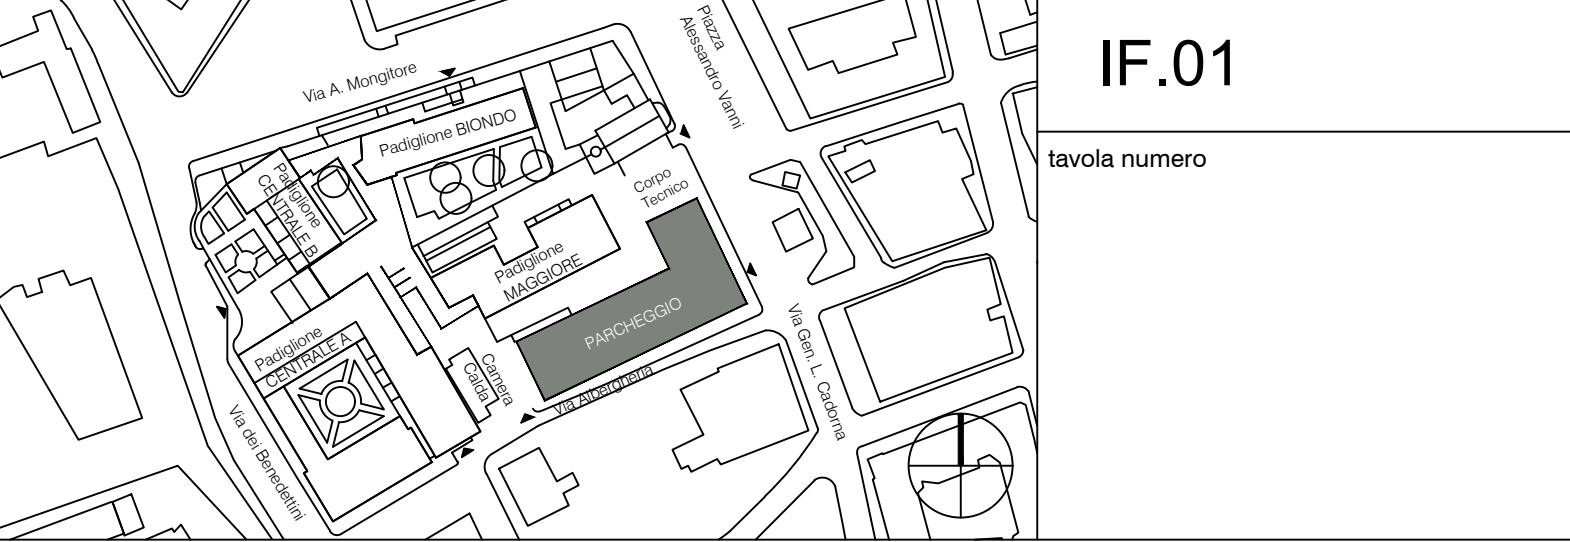 IF.01
tavola numero
Piazza
Alessandro Vanni
Via A. Mongitore
Padiglione BIONDO
Padiglione
CENTRALE B
Corpo
Tecnico
Padiglione
MAGGIORE
PARCHEGGIO
Padiglione
CENTRALE A
Camera
Calda
Via Albergheria
Via Gen. L. Cadorna
Via dei Benedettini